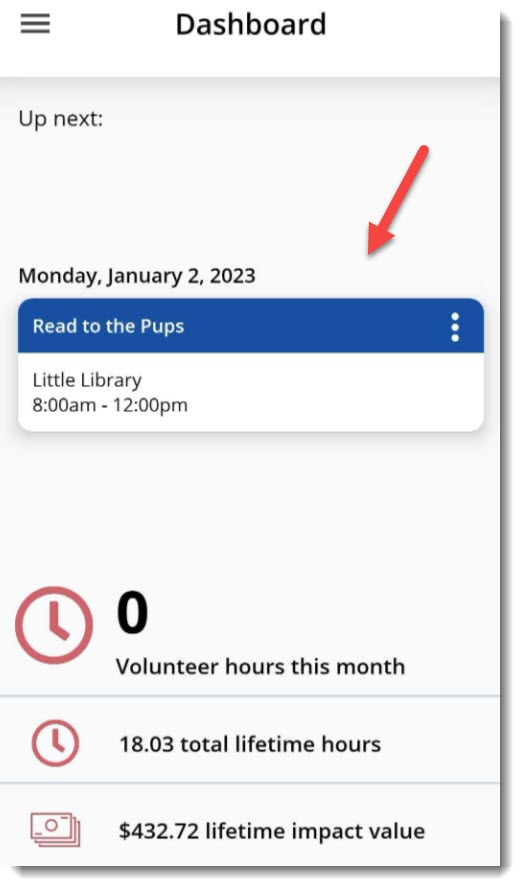 Dashboard
Up next:
Monday, January 2, 2023
Read to the Pups
Little Library
8:00am - 12:00pm
0
Volunteer hours this month
18.03 total lifetime hours
$432.72 lifetime impact value